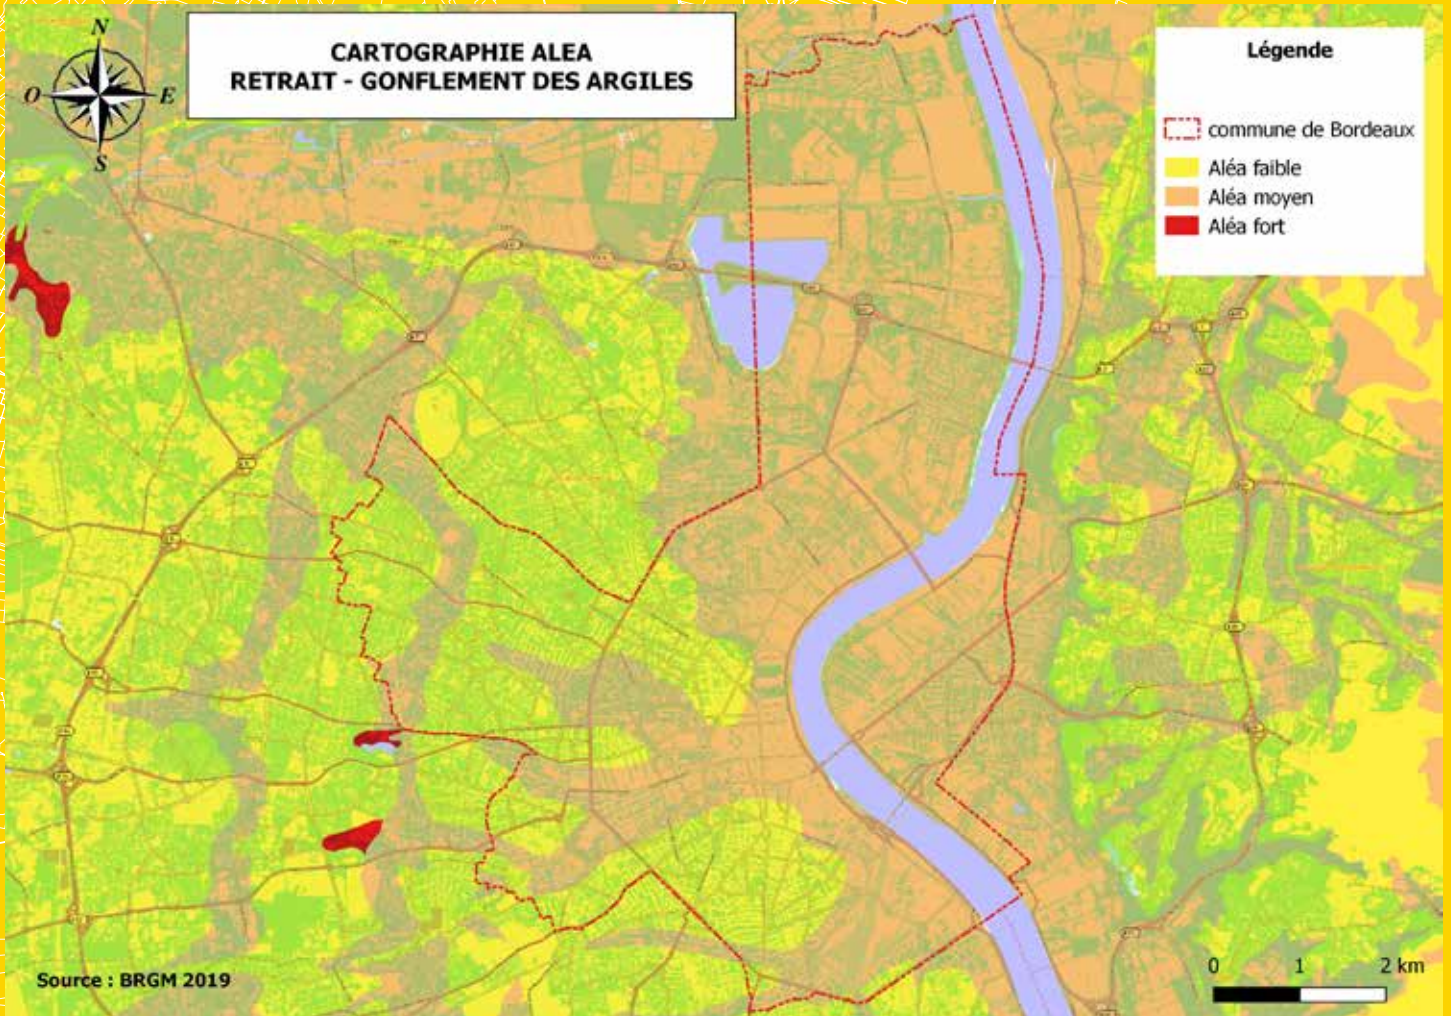 N
O
E
S
CARTOGRAPHIE ALEA
RETRAIT - GONFLEMENT DES ARGILES
Légende
commune de Bordeaux
Aléa faible
Aléa moyen
Aléa fort
Source : BRGM 2019
0 1 2 km